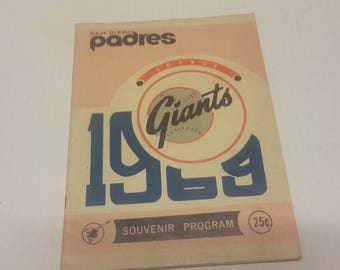 SAN DIEGO
padres
VERSUS
Giants
1969
SOUVENIR PROGRAM
25¢